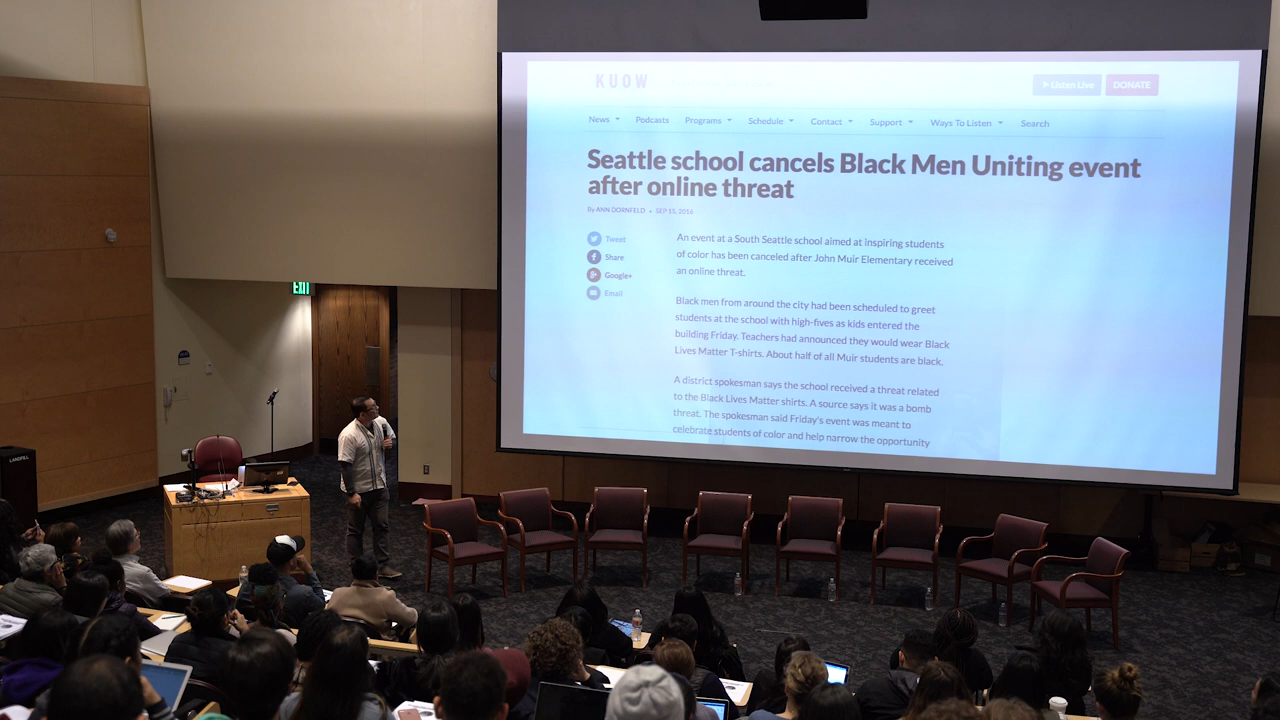 KUOW
Listen Live
DONATE
News
Podcasts
Programs
Schedule
Contact
Support
Ways To Listen
Search
Seattle school cancels Black Men Uniting event
after online threat
By ANN DORNFELD • SEP 15, 2016
Tweet
Share
Google+
Email
An event at a South Seattle school aimed at inspiring students
of color has been canceled after John Muir Elementary received
an online threat.
Black men from around the city had been scheduled to greet
students at the school with high-fives as kids entered the
building Friday. Teachers had announced they would wear Black
Lives Matter T-shirts. About half of all Muir students are black.
A district spokesman says the school received a threat related
to the Black Lives Matter shirts. A source says it was a bomb
threat. The spokesman said Friday's event was meant to
celebrate students of color and help narrow the opportunity
EXIT
LANDFILL